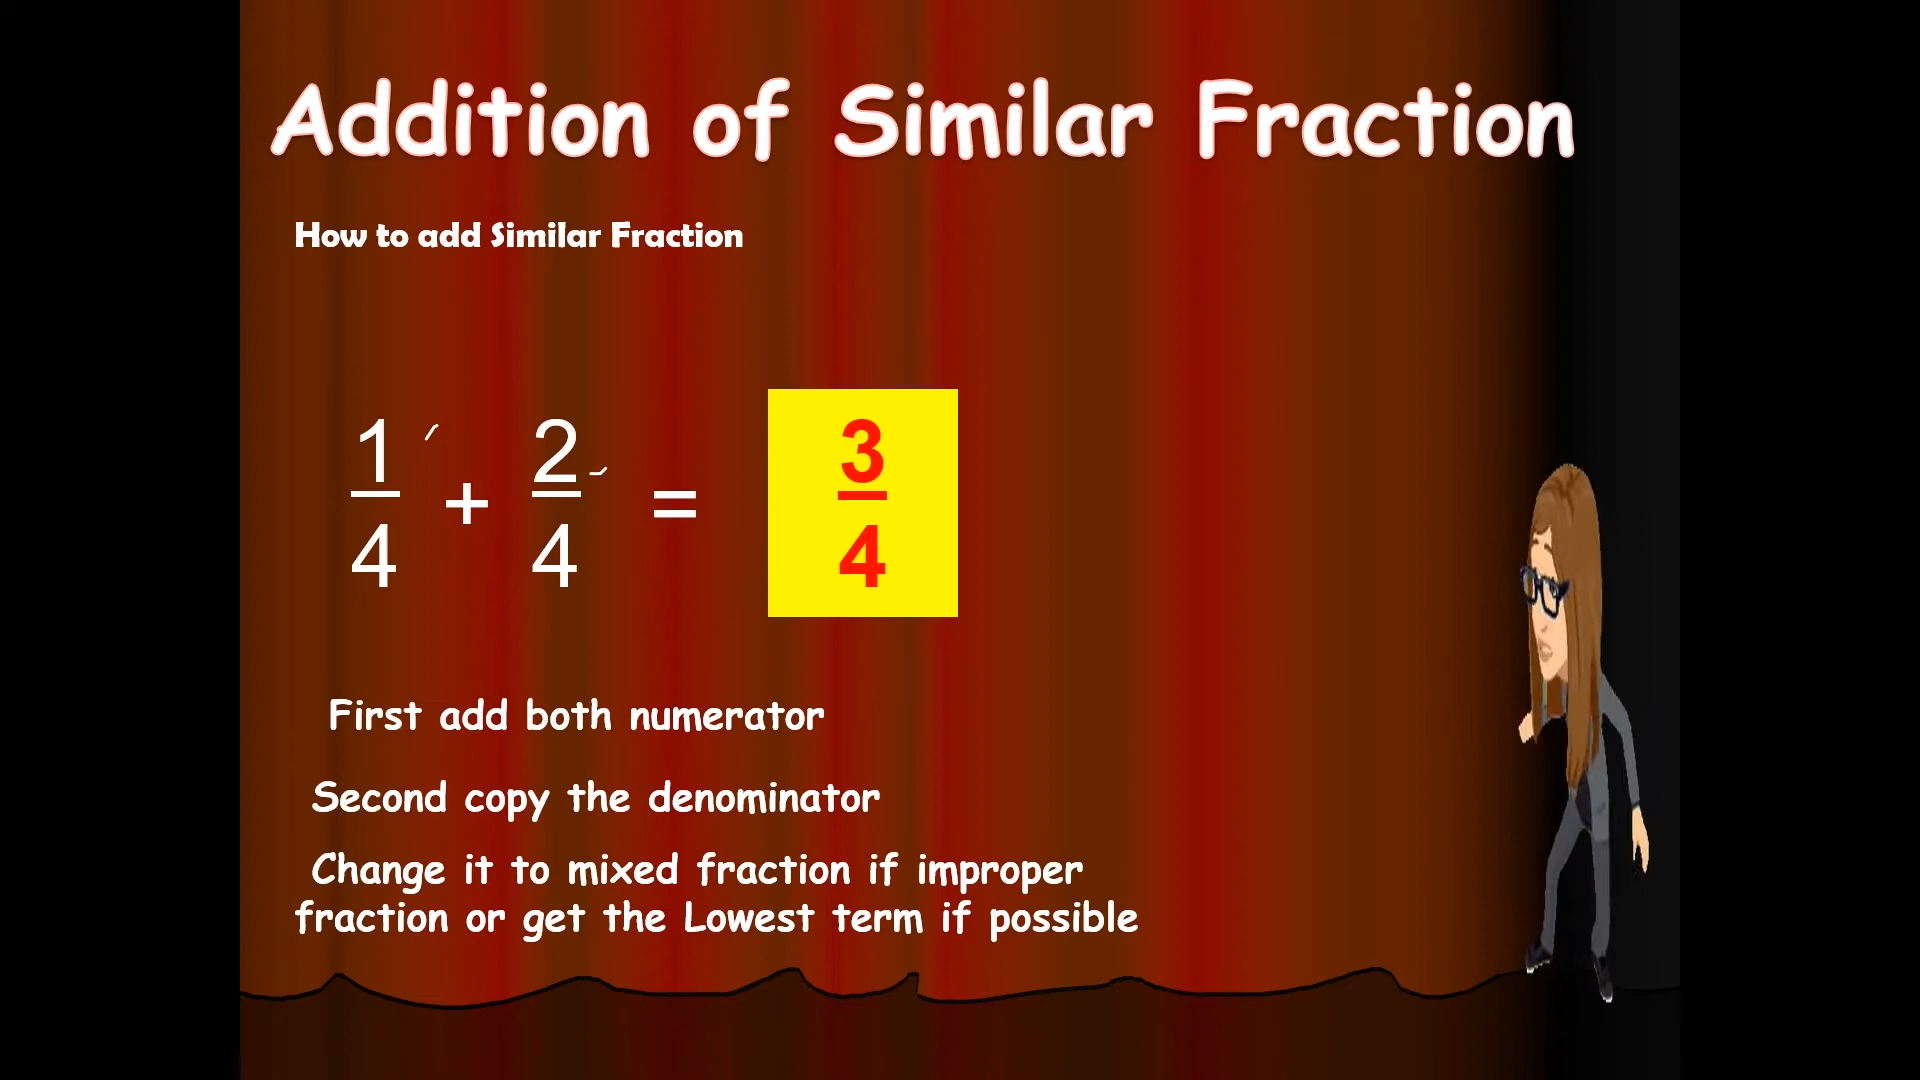 Addition of Similar Fraction
How to add Similar Fraction
1/4 + 2/4 = 3/4
First add both numerator
Second copy the denominator
Change it to mixed fraction if improper
fraction or get the Lowest term if possible